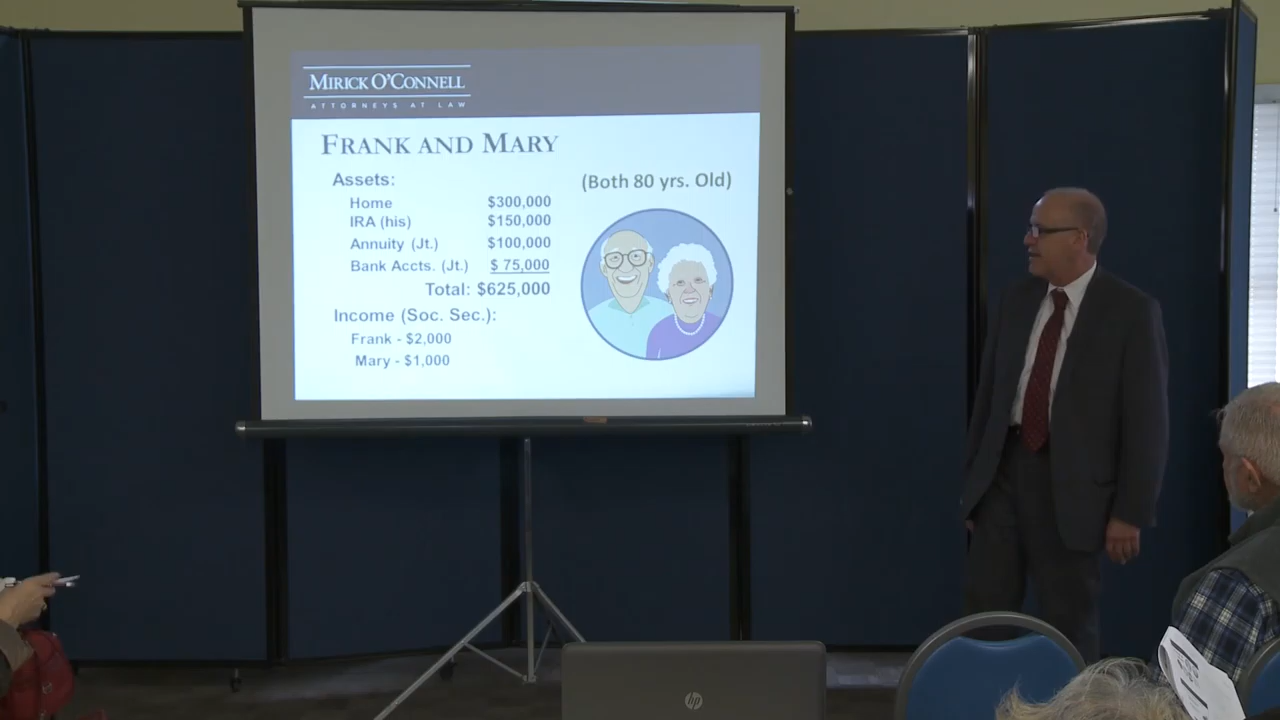 MIRICK O'CONNELL
ATTORNEYS AT LAW
FRANK AND MARY
Assets:
(Both 80 yrs. Old)
Home $300,000
IRA (his) $150,000
Annuity (Jt.) $100,000
Bank Accts. (Jt.) $ 75,000
Total: $625,000
Income (Soc. Sec.):
Frank - $2,000
Mary - $1,000
hp